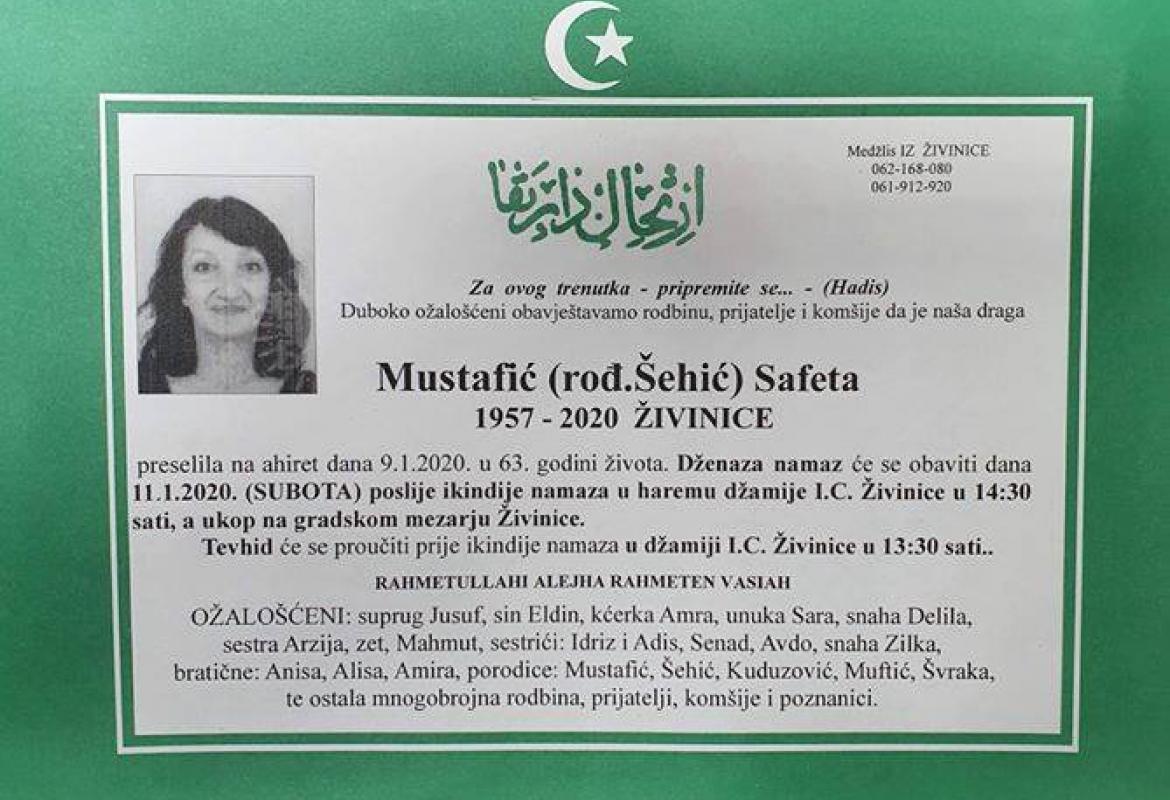 Medžlis IZ ŽIVINICE
062-168-080
061-912-920
Za ovog trenutka - pripremite se... - (Hadis)
Duboko ožalošćeni obavještavamo rodbinu, prijatelje i komšije da je naša draga
Mustafić (rođ.Šehić) Safeta
1957 - 2020 ŽIVINICE
preselila na ahiret dana 9.1.2020. u 63. godini života. Dženaza namaz će se obaviti dana
11.1.2020. (SUBOTA) poslije ikindije namaza u haremu džamije I.C. Živinice u 14:30
sati, a ukop na gradskom mezarju Živinice.
Tevhid će se proučiti prije ikindije namaza u džamiji I.C. Živinice u 13:30 sati..
RAHMETULLAHI ALEJHA RAHMETEN VASIAH
OŽALOŠĆENI: suprug Jusuf, sin Eldin, kćerka Amra, unuka Sara, snaha Delila,
sestra Arzija, zet, Mahmut, sestrići: Idriz i Adis, Senad, Avdo, snaha Zilka,
bratične: Anisa, Alisa, Amira, porodice: Mustafić, Šehić, Kuduzović, Muftić, Švraka,
te ostala mnogobrojna rodbina, prijatelji, komšije i poznanici.